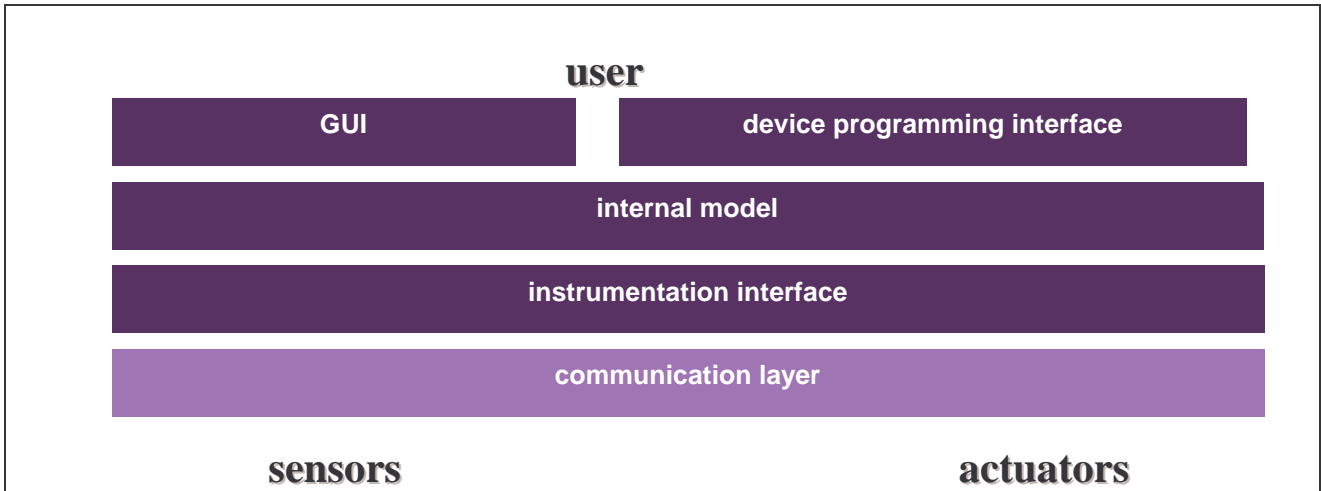 user
GUI
device programming interface
internal model
instrumentation interface
communication layer
sensors
actuators